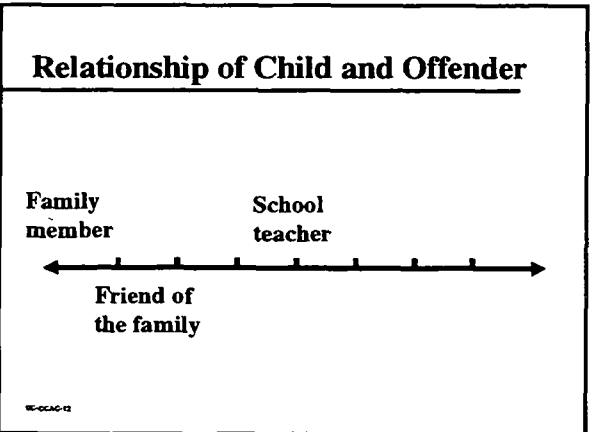 Relationship of Child and Offender
Family
member
School
teacher
Friend of
the family